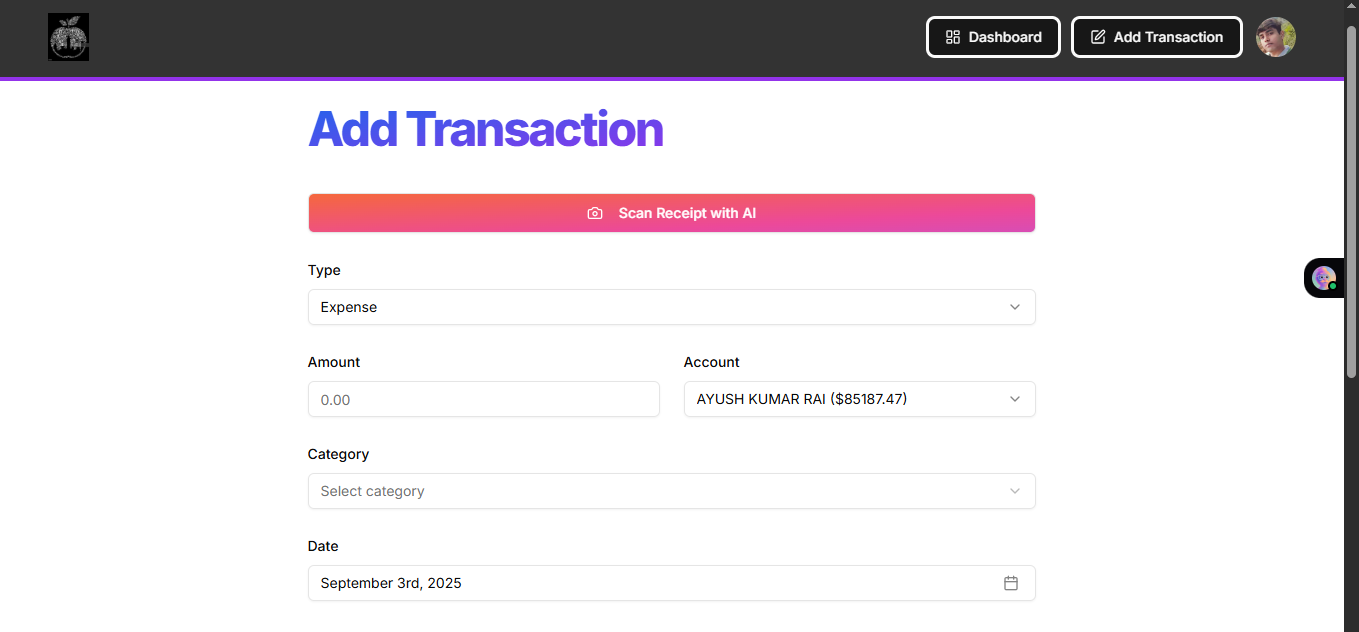 Dashboard
Add Transaction
Add Transaction
Scan Receipt with AI
Type
Expense
Amount
Account
0.00
AYUSH KUMAR RAI ($85187.47)
Category
Select category
Date
September 3rd, 2025